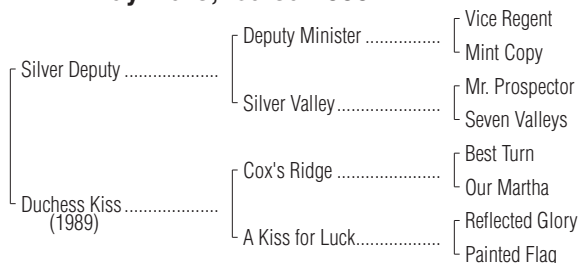 Vice Regent
Deputy Minister ..................
Mint Copy
Silver Deputy ......................
Mr. Prospector
Silver Valley.........................
Seven Valleys
Best Turn
Cox's Ridge .........................
Our Martha
Duchess Kiss......................
(1989)
Reflected Glory
A Kiss for Luck....................
Painted Flag